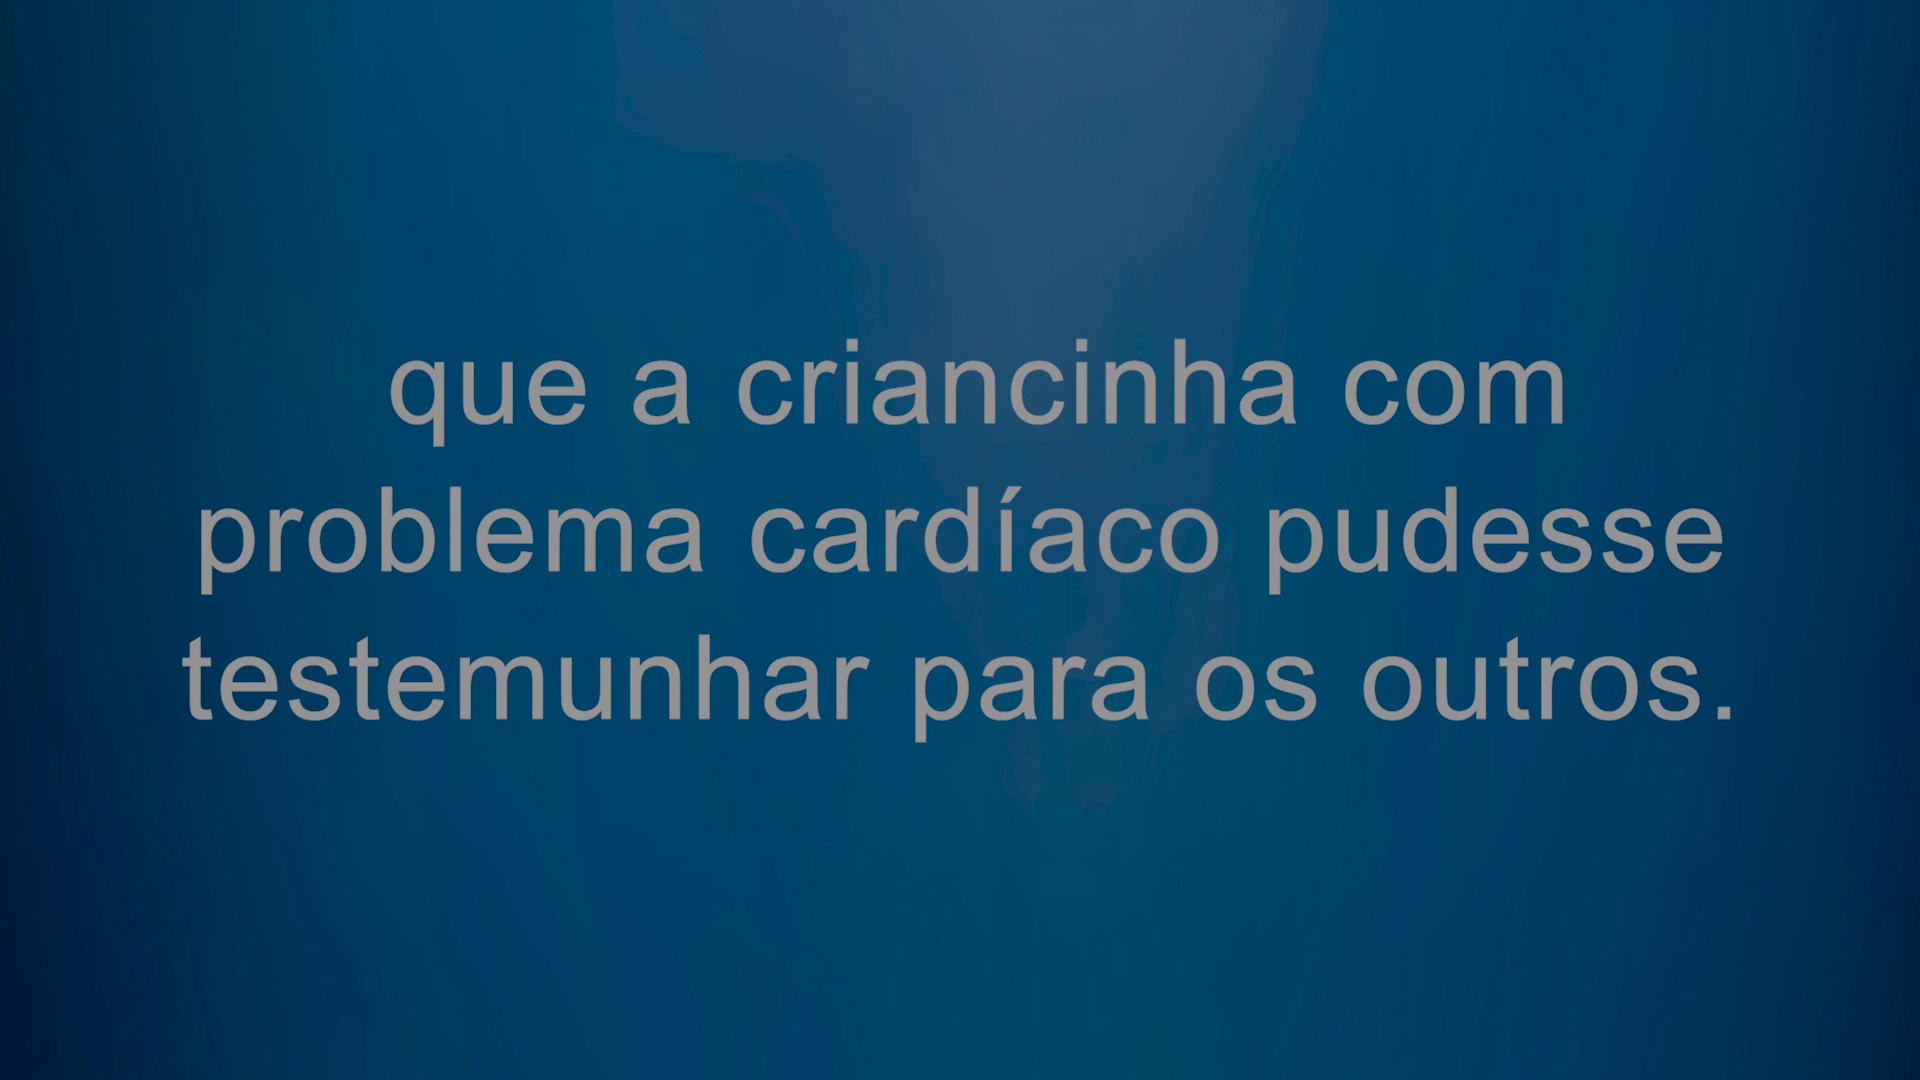 que a criancinha com
problema cardíaco pudesse
testemunhar para os outros.